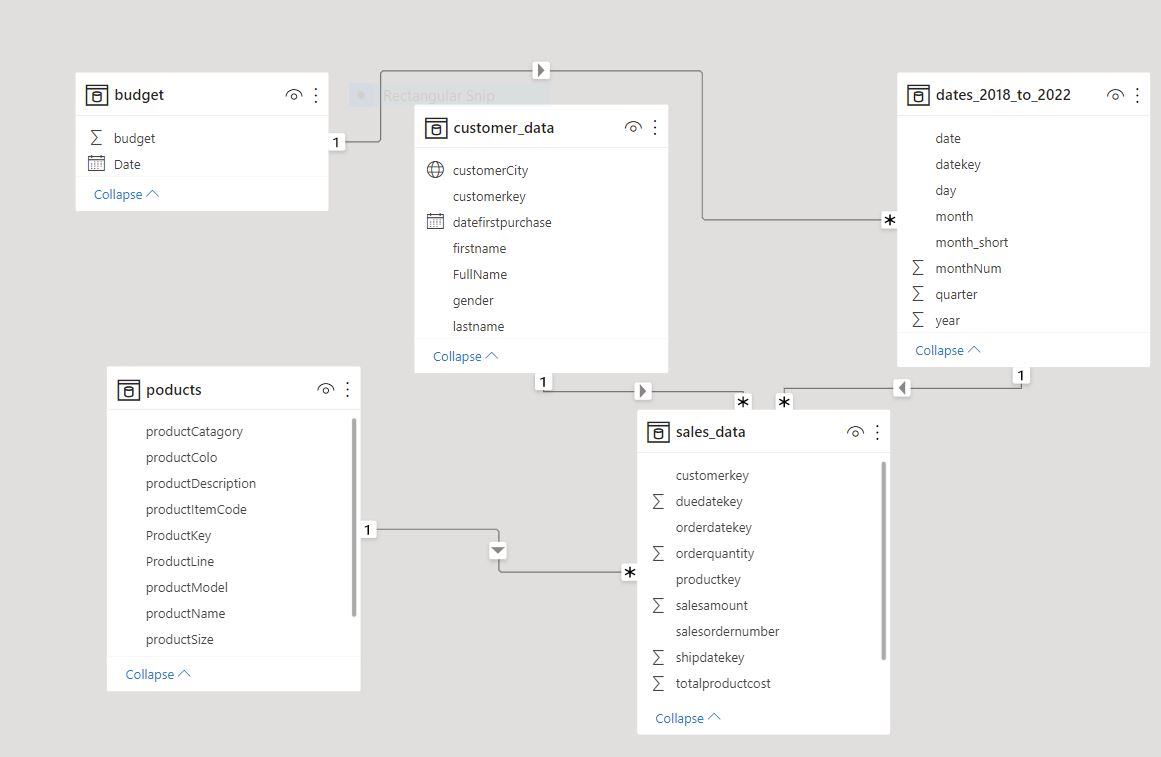 budget
budget
Date
Collapse
1
Rectangular Snip
customer_data
customerCity
customerkey
datefirstpurchase
firstname
FullName
gender
lastname
Collapse
1
dates_2018_to_2022
date
datekey
day
month
month_short
monthNum
quarter
year
Collapse
*
1
poducts
productCatagory
productColo
productDescription
productItemCode
ProductKey
ProductLine
productModel
productName
productSize
Collapse
1
*
*
*
sales_data
customerkey
duedatekey
orderdatekey
orderquantity
productkey
salesamount
salesordernumber
shipdatekey
totalproductcost
Collapse